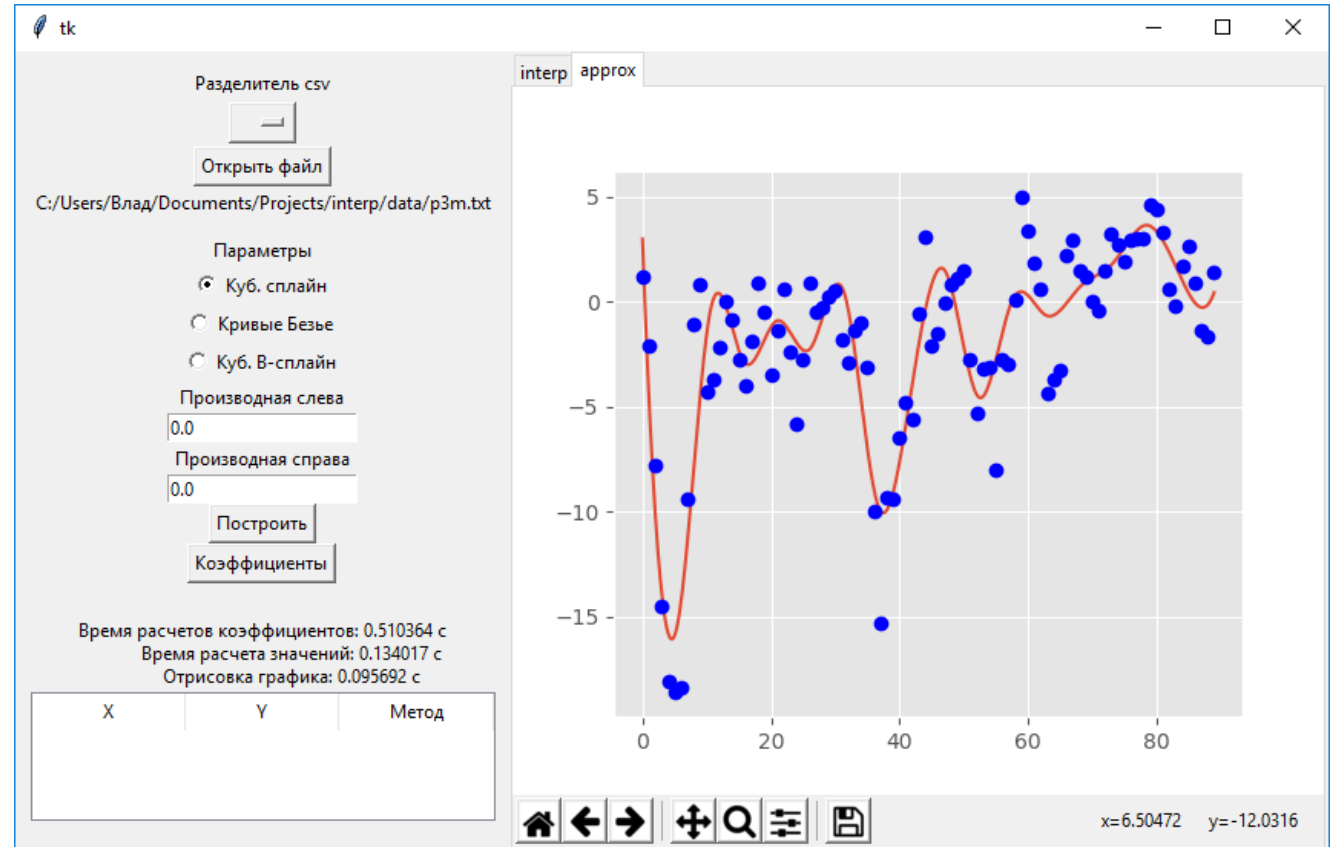 tk
Разделитель csv
Открыть файл
C:/Users/Влад/Documents/Projects/interp/data/p3m.txt
Параметры
Куб. сплайн
Кривые Безье
Куб. В-сплайн
Производная слева
0.0
Производная справа
0.0
Построить
Коэффициенты
Время расчетов коэффициентов: 0.510364 с
Время расчета значений: 0.134017 с
Отрисовка графика: 0.095692 с
X Y Метод
interp approx
5
0
−5
−10
−15
0 20 40 60 80
x=6.50472 y=-12.0316